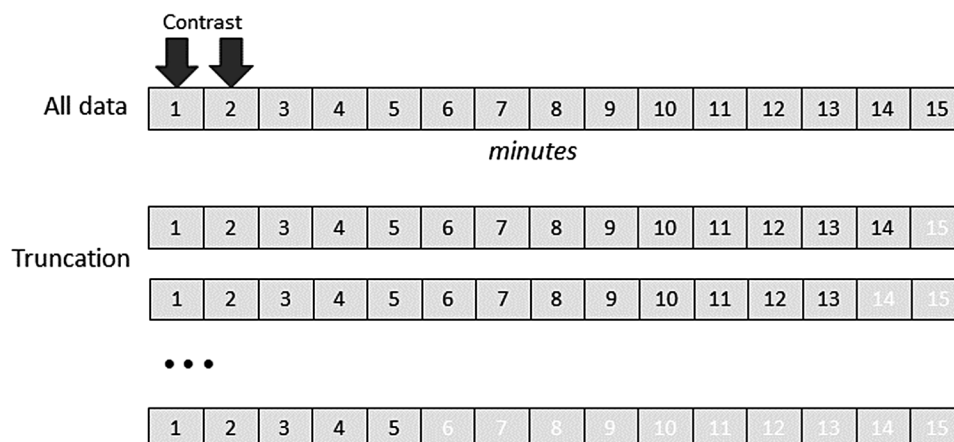 Contrast
All data 1 2 3 4 5 6 7 8 9 10 11 12 13 14 15
minutes
1 2 3 4 5 6 7 8 9 10 11 12 13 14 15
Truncation
1 2 3 4 5 6 7 8 9 10 11 12 13 14 15
•••
1 2 3 4 5 6 7 8 9 10 11 12 13 14 15